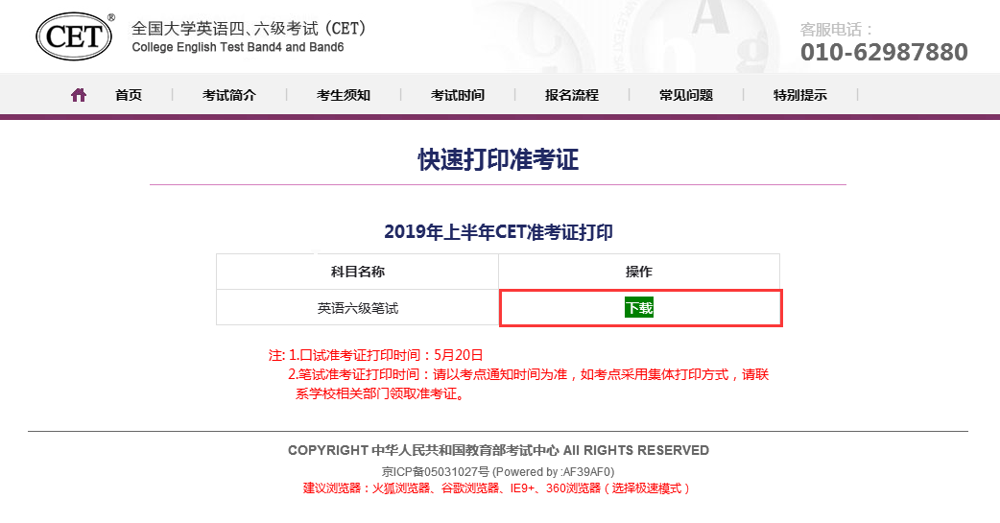 CET®
全国大学英语四、六级考试（CET）
College English Test Band4 and Band6
客服电话：
010-62987880
首页 | 考试简介 | 考生须知 | 考试时间 | 报名流程 | 常见问题 | 特别提示 |
快速打印准考证
2019年上半年CET准考证打印
科目名称 操作
英语六级笔试 下载
注: 1.口试准考证打印时间：5月20日
2.笔试准考证打印时间：请以考点通知时间为准，如考点采用集体打印方式，请联
系学校相关部门领取准考证。
COPYRIGHT 中华人民共和国教育部考试中心 All RIGHTS RESERVED
京ICP备05031027号 (Powered by :AF39AF0)
建议浏览器：火狐浏览器、谷歌浏览器、IE9+、360浏览器（选择极速模式）